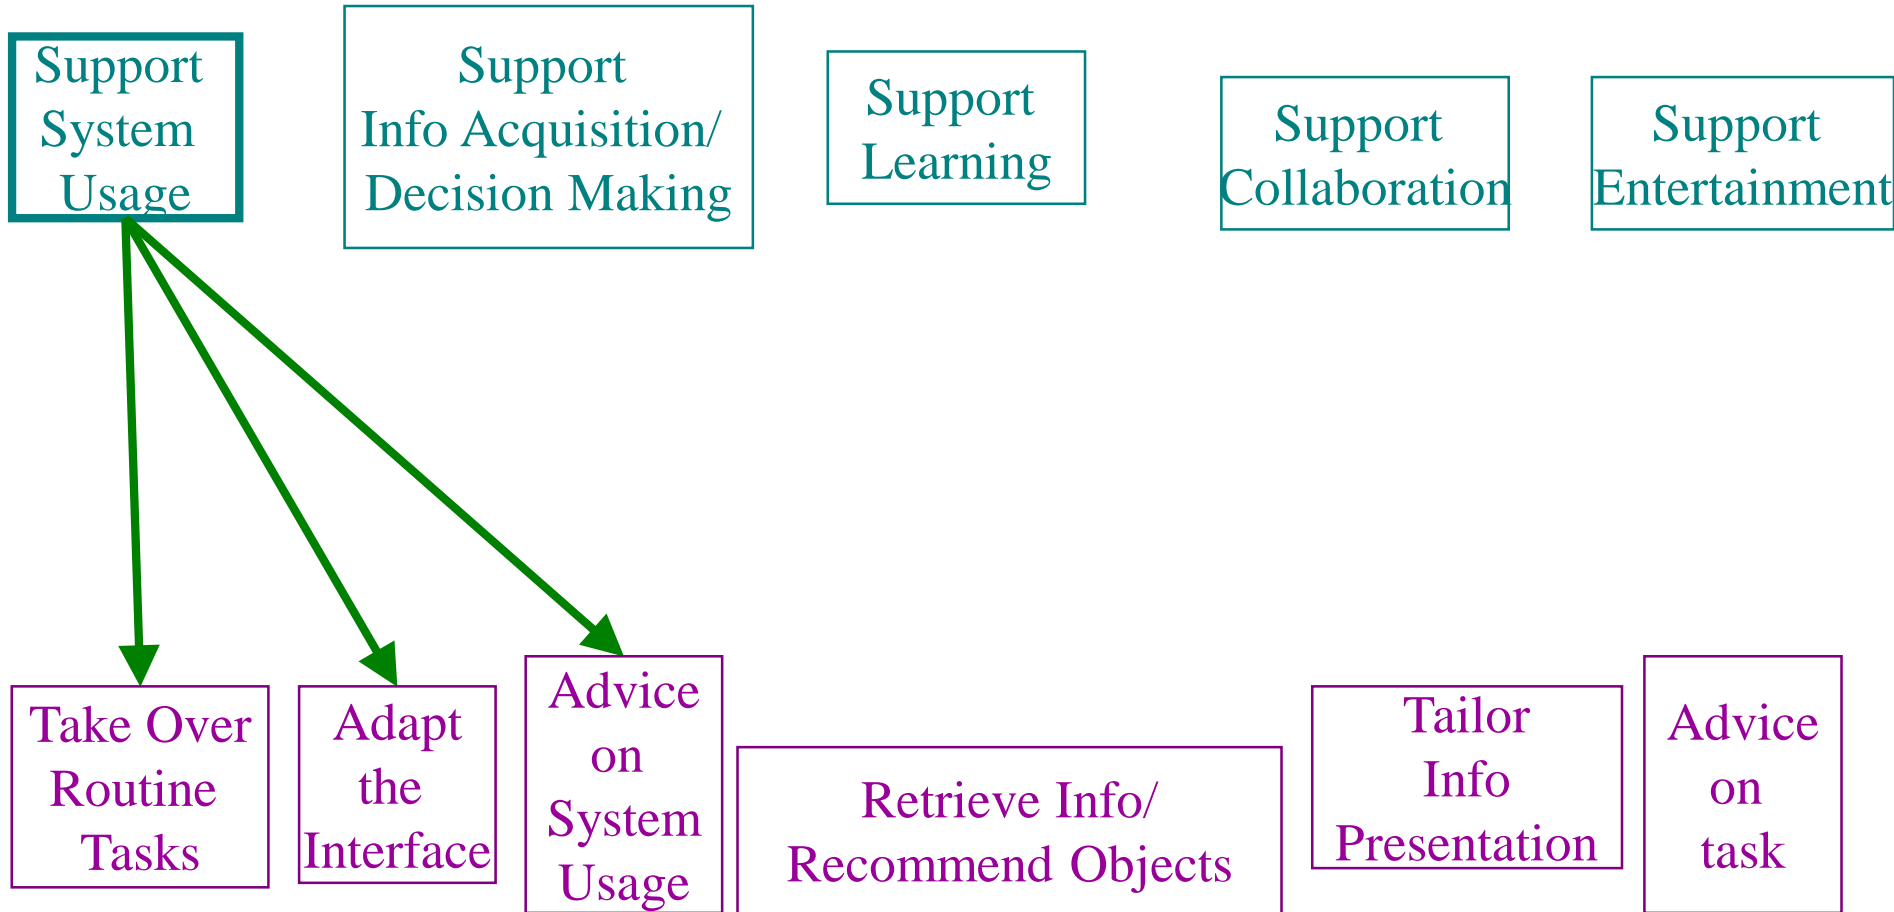 Support
System
Usage
Support
Info Acquisition/
Decision Making
Support
Learning
Support
Collaboration
Support
Entertainment
Take Over
Routine
Tasks
Adapt
the
Interface
Advice
on
System
Usage
Retrieve Info/
Recommend Objects
Tailor
Info
Presentation
Advice
on
task